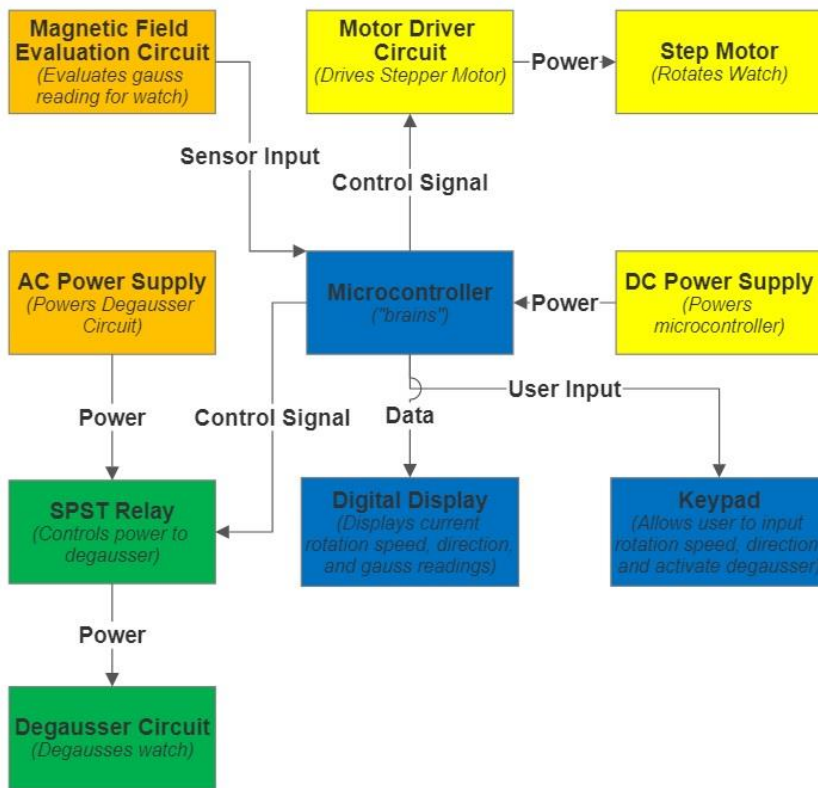 Magnetic Field
Evaluation Circuit
(Evaluates gauss
reading for watch)
Motor Driver
Circuit
(Drives Stepper Motor)
Power
Step Motor
(Rotates Watch)
Sensor Input
Control Signal
AC Power Supply
(Powers Degausser
Circuit)
Microcontroller
("brains")
Power
DC Power Supply
(Powers
microcontroller)
Power
Control Signal
Data
User Input
SPST Relay
(Controls power to
degausser)
Digital Display
(Displays current
rotation speed, direction,
and gauss readings)
Keypad
(Allows user to input
rotation speed, direction,
and activate degausser)
Power
Degausser Circuit
(Degausses watch)